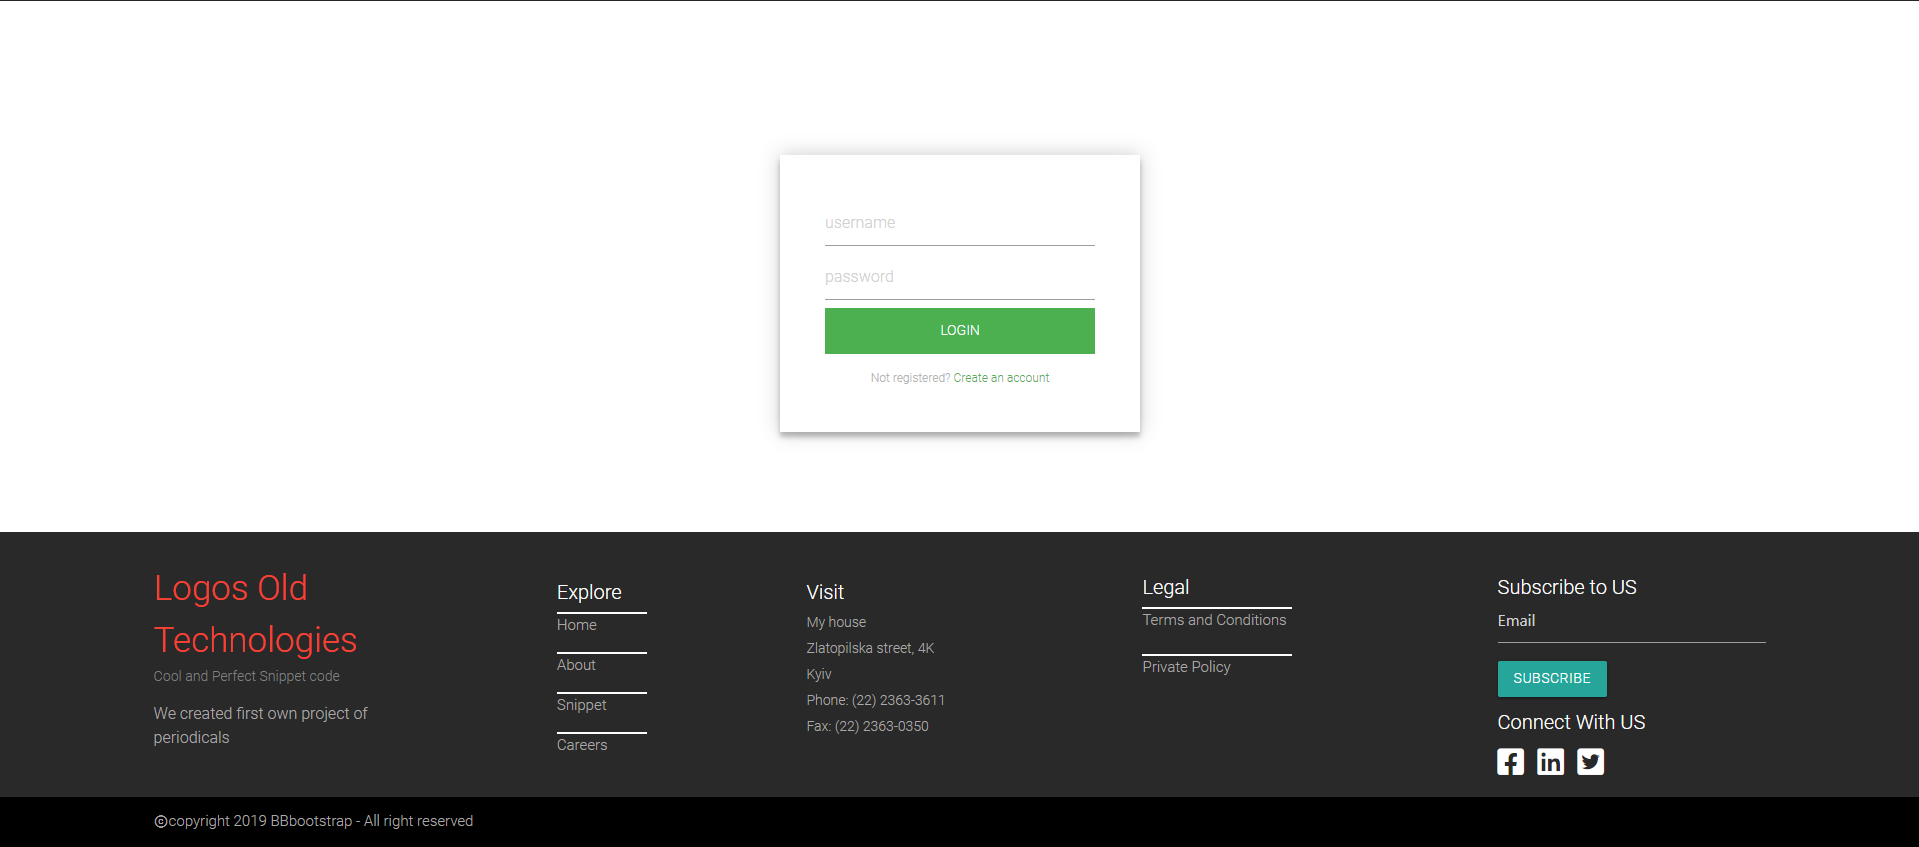 username
password
LOGIN
Not registered? Create an account
Logos Old
Technologies
Cool and Perfect Snippet code
We created first own project of
periodicals
Explore
Home
About
Snippet
Careers
Visit
My house
Zlatopilska street, 4K
Kyiv
Phone: (22) 2363-3611
Fax: (22) 2363-0350
Legal
Terms and Conditions
Private Policy
Subscribe to US
Email
SUBSCRIBE
Connect With US
©copyright 2019 BBbootstrap - All right reserved